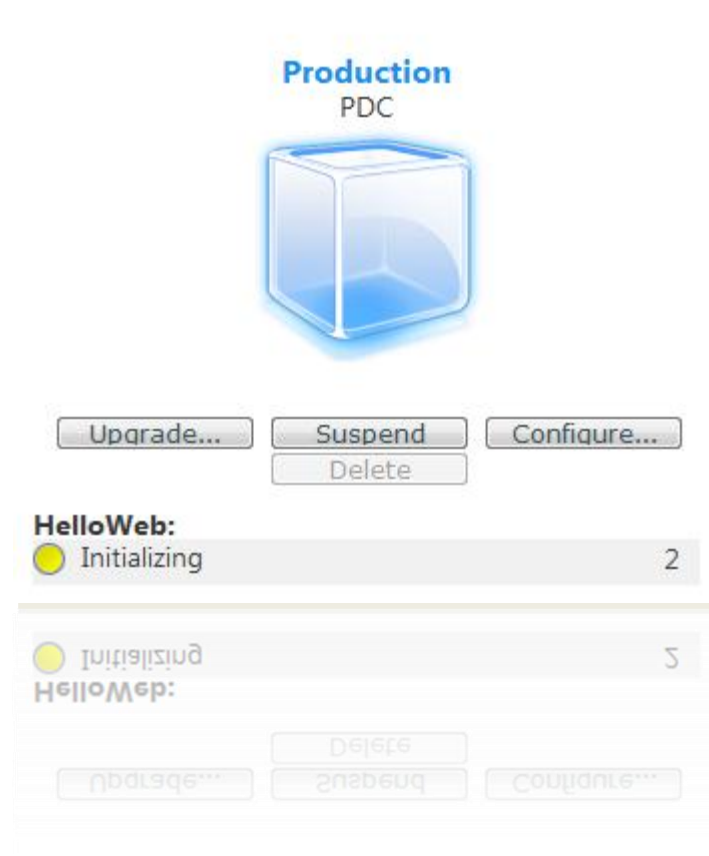 Production
PDC
Upgrade... Suspend Configure...
Delete
HelloWeb:
Initializing 2